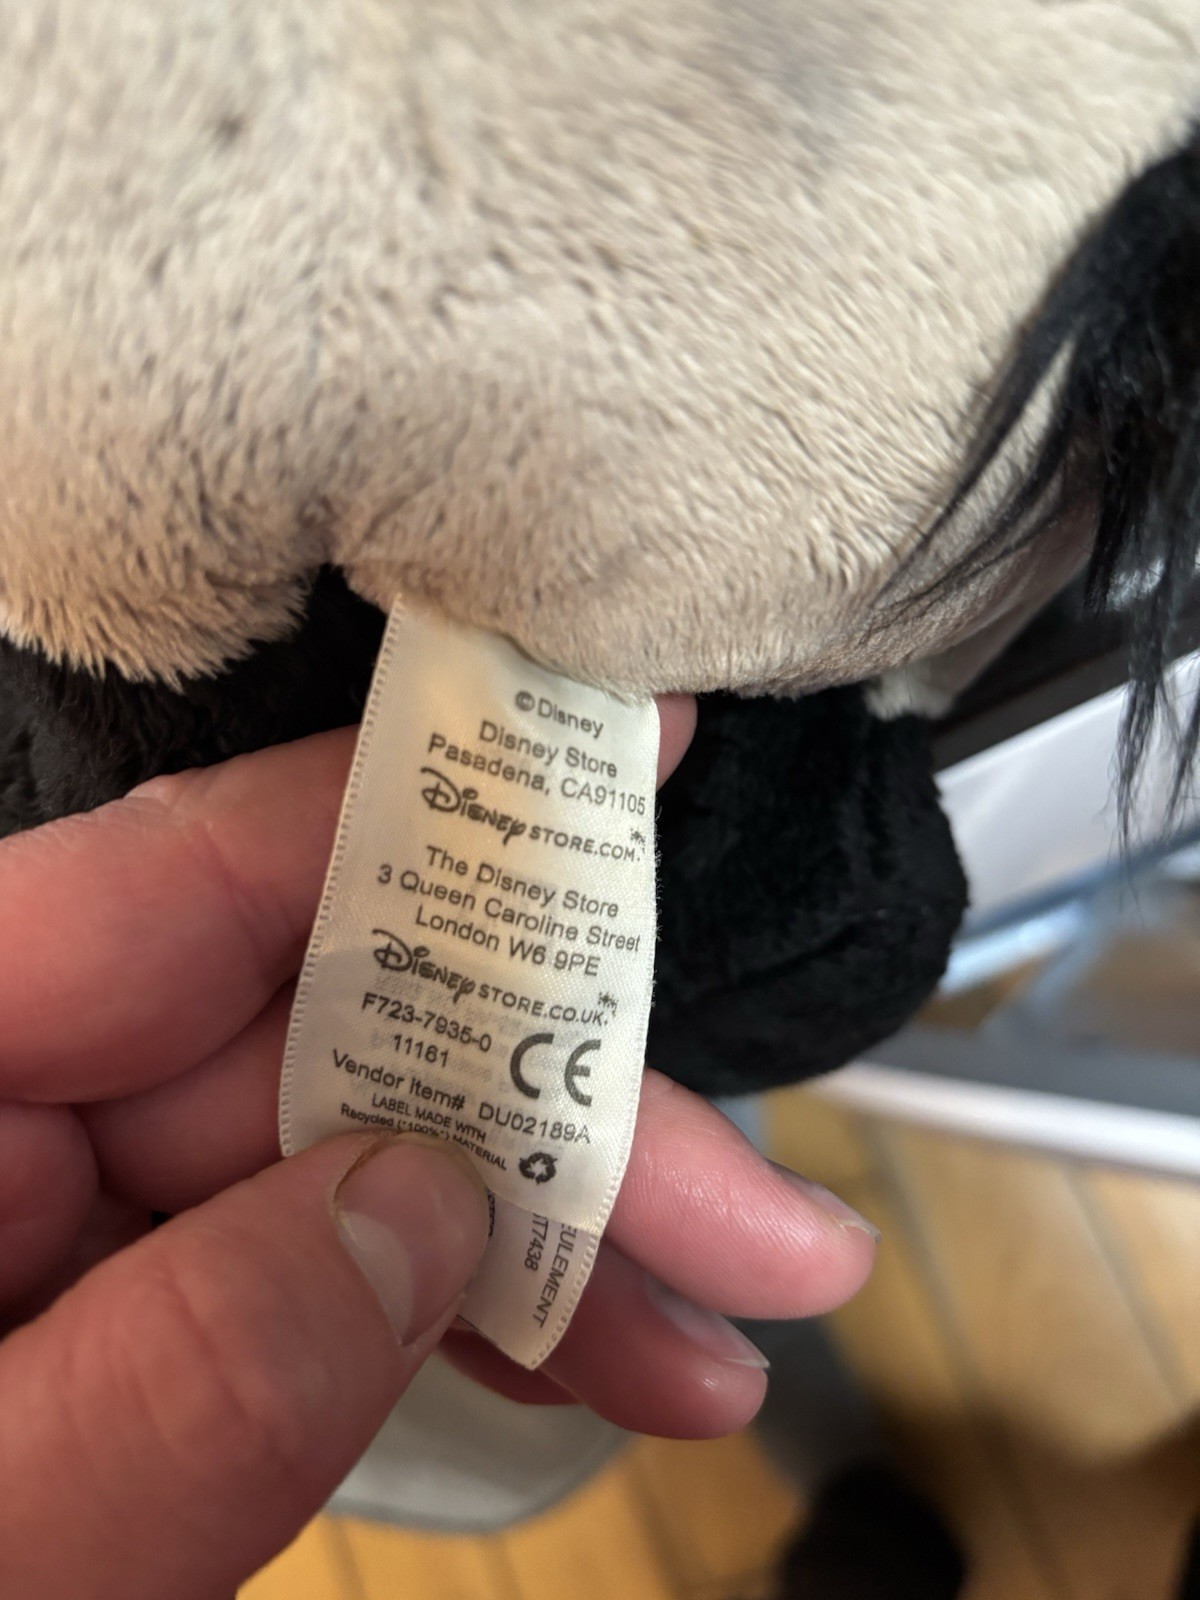 ©Disney
Disney Store
Pasadena, CA91105
DISNEY STORE.COM.
The Disney Store
3 Queen Caroline Street
London W6 9PE
DISNEY STORE.CO.UK.
F723-7935-0
11161
CE
Vendor Item# DU02189A
LABEL MADE WITH
Recycled ("100%") MATERIAL
T7438
EULEMENT